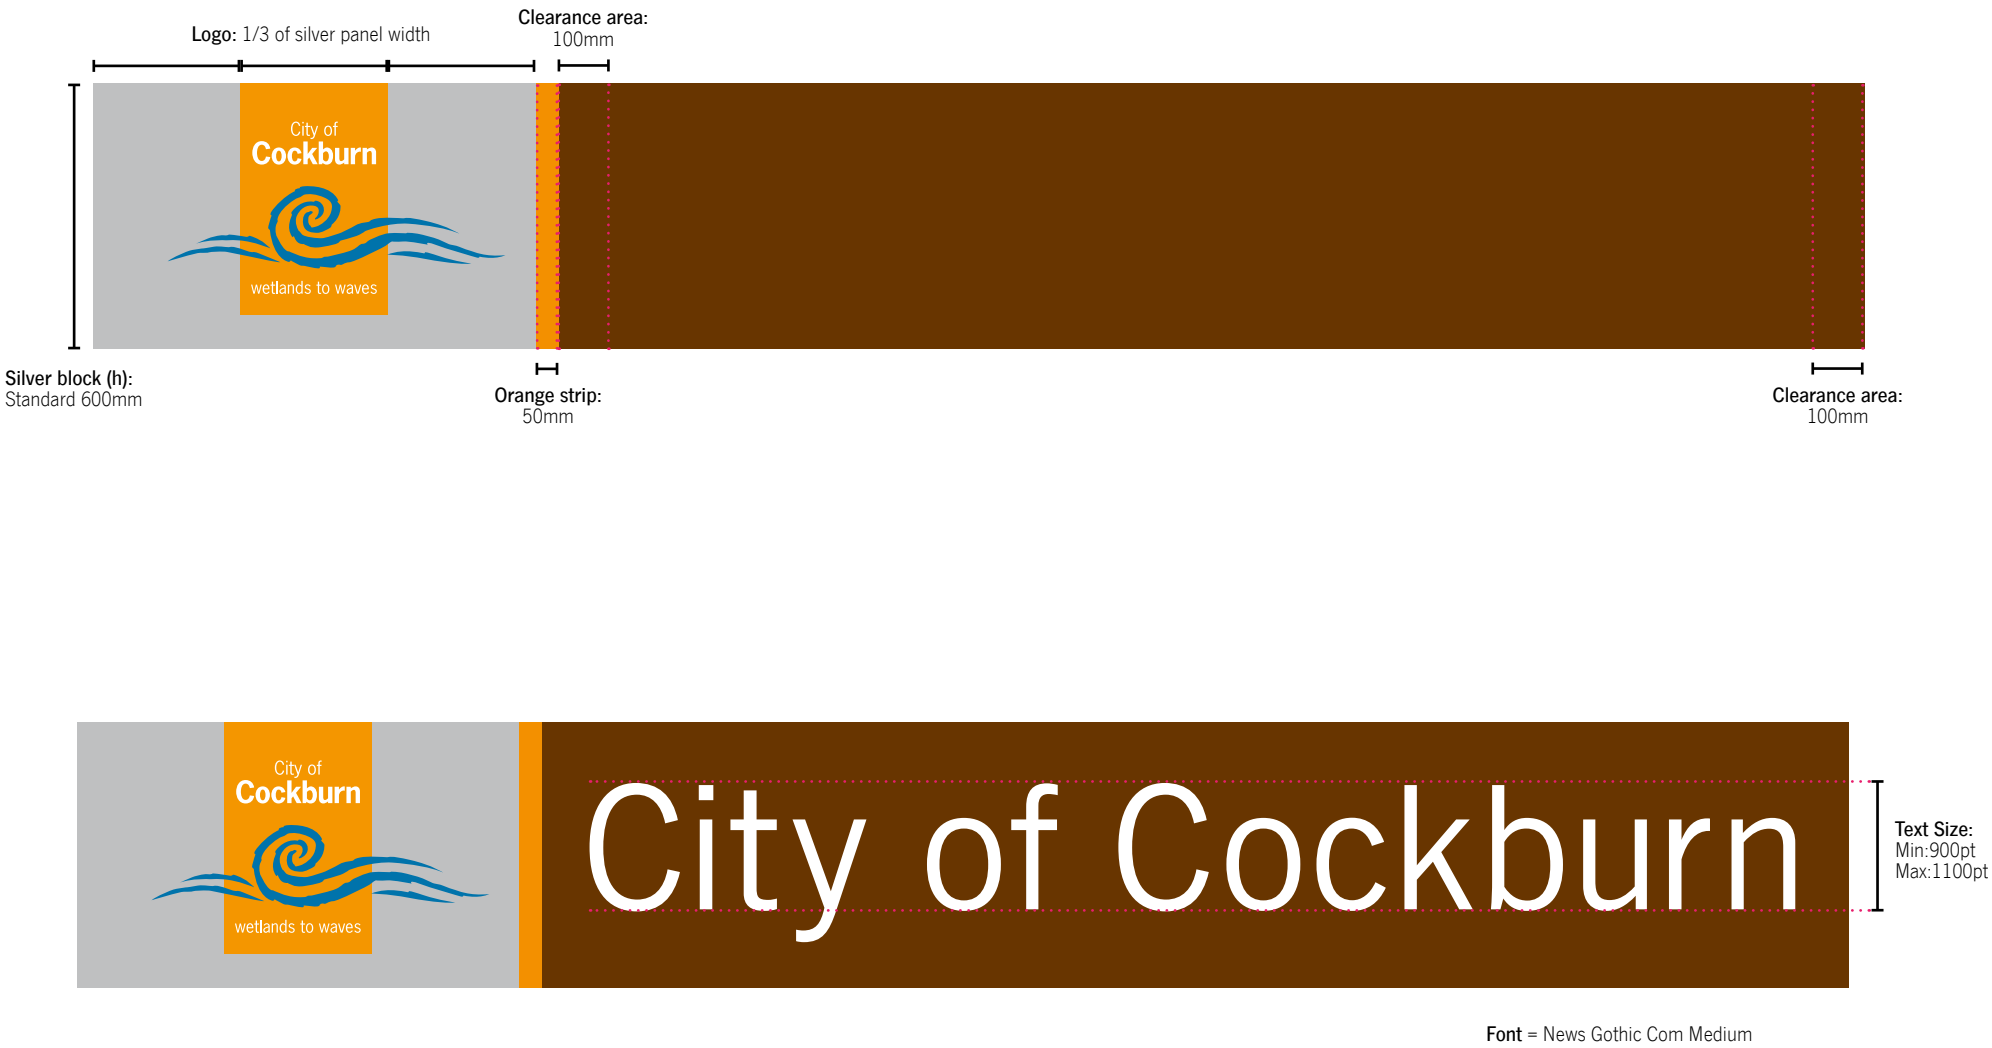 Clearance area:
100mm
Logo: 1/3 of silver panel width
City of
Cockburn
wetlands to waves
Silver block (h):
Standard 600mm
Orange strip:
50mm
Clearance area:
100mm
City of
Cockburn
wetlands to waves
City of Cockburn
Text Size:
Min:900pt
Max:1100pt
Font = News Gothic Com Medium